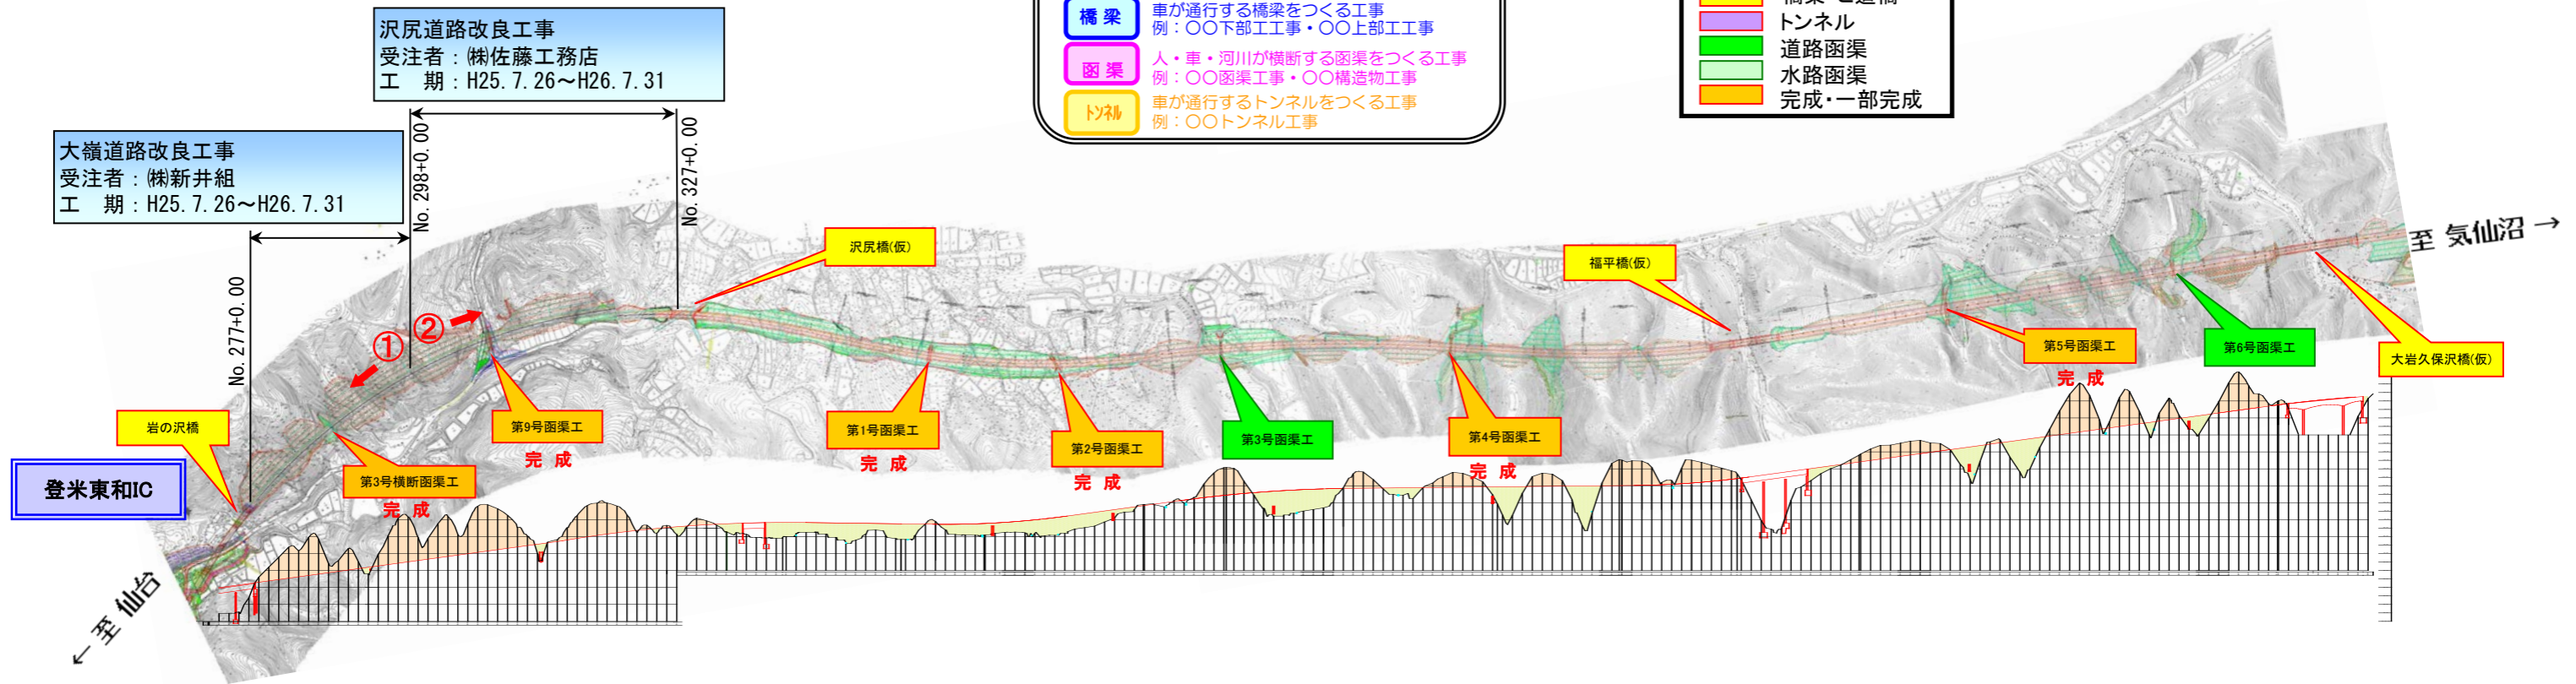 沢尻道路改良工事
受注者：㈱佐藤工務店
工　期：H25.7.26～H26.7.31
大嶺道路改良工事
受注者：㈱新井組
工　期：H25.7.26～H26.7.31
橋 梁
車が通行する橋梁をつくる工事
例：〇〇下部工工事・〇〇上部工工事
函 渠
人・車・河川が横断する函渠をつくる工事
例：〇〇函渠工事・〇〇構造物工事
トンネル
車が通行するトンネルをつくる工事
例：〇〇トンネル工事
トンネル
道路函渠
水路函渠
完成・一部完成
No.277+0.00
No.298+0.00
No.327+0.00
①
②
岩の沢橋
登米東和IC
← 至 仙台
第3号横断函渠工
完 成
第9号函渠工
完 成
沢尻橋(仮)
第1号函渠工
完 成
第2号函渠工
完 成
第3号函渠工
第4号函渠工
完 成
福平橋(仮)
第5号函渠工
完 成
第6号函渠工
大岩久保沢橋(仮)
至 気仙沼 →